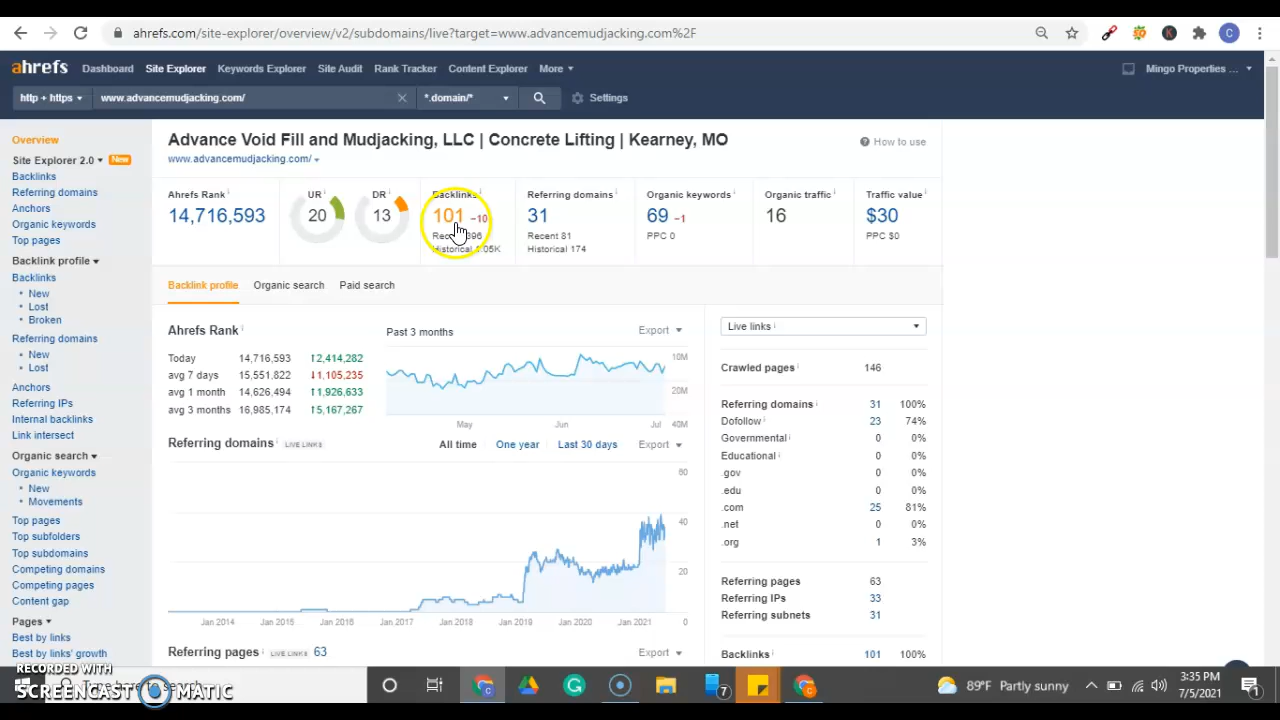 ahrefs.com/site-explorer/overview/v2/subdomains/live?target=www.advancemudjacking.com%2F
ahrefs Dashboard Site Explorer Keywords Explorer Site Audit Rank Tracker Content Explorer More Mingo Properties ...
http + https www.advancemudjacking.com/ *.domain/* Settings
Overview
Site Explorer 2.0 New
Backlinks
Referring domains
Anchors
Organic keywords
Top pages
Backlink profile
Backlinks
New
Lost
Broken
Referring domains
New
Lost
Anchors
Referring IPs
Internal backlinks
Link intersect
Organic search
Organic keywords
New
Movements
Top pages
Top subfolders
Top subdomains
Competing domains
Competing pages
Content gap
Pages
Best by links
Best by links' growth
Advance Void Fill and Mudjacking, LLC | Concrete Lifting | Kearney, MO
How to use
www.advancemudjacking.com/
Ahrefs Rank UR DR Backlinks Referring domains Organic keywords Organic traffic Traffic value
14,716,593 20 13 101 -10 31 69 -1 16 $30
Recent 81 PPC 0 PPC $0
Historical Historical 174
Backlink profile Organic search Paid search
Ahrefs Rank Past 3 months Export
Today 14,716,593 ↑2,414,282
avg 7 days 15,551,822 ↓1,105,235
avg 1 month 14,626,494 ↑1,926,633
avg 3 months 16,985,174 ↑5,167,267
10M
20M
40M
May Jun Jul
Referring domains LIVE LINKS All time One year Last 30 days Export
60
40
20
0
Jan 2014 Jan 2015 Jan 2016 Jan 2017 Jan 2018 Jan 2019 Jan 2020 Jan 2021
Referring pages LIVE LINKS 63 Export
Live links
Crawled pages 146
Referring domains 31 100%
Dofollow 23 74%
Governmental 0 0%
Educational 0 0%
.gov 0 0%
.edu 0 0%
.com 25 81%
.net 0 0%
.org 1 3%
Referring pages 63
Referring IPs 33
Referring subnets 31
Backlinks 101 100%
RECORDED WITH
SCREENCAST MATIC
7
89°F Partly sunny
3:35 PM
7/5/2021
1